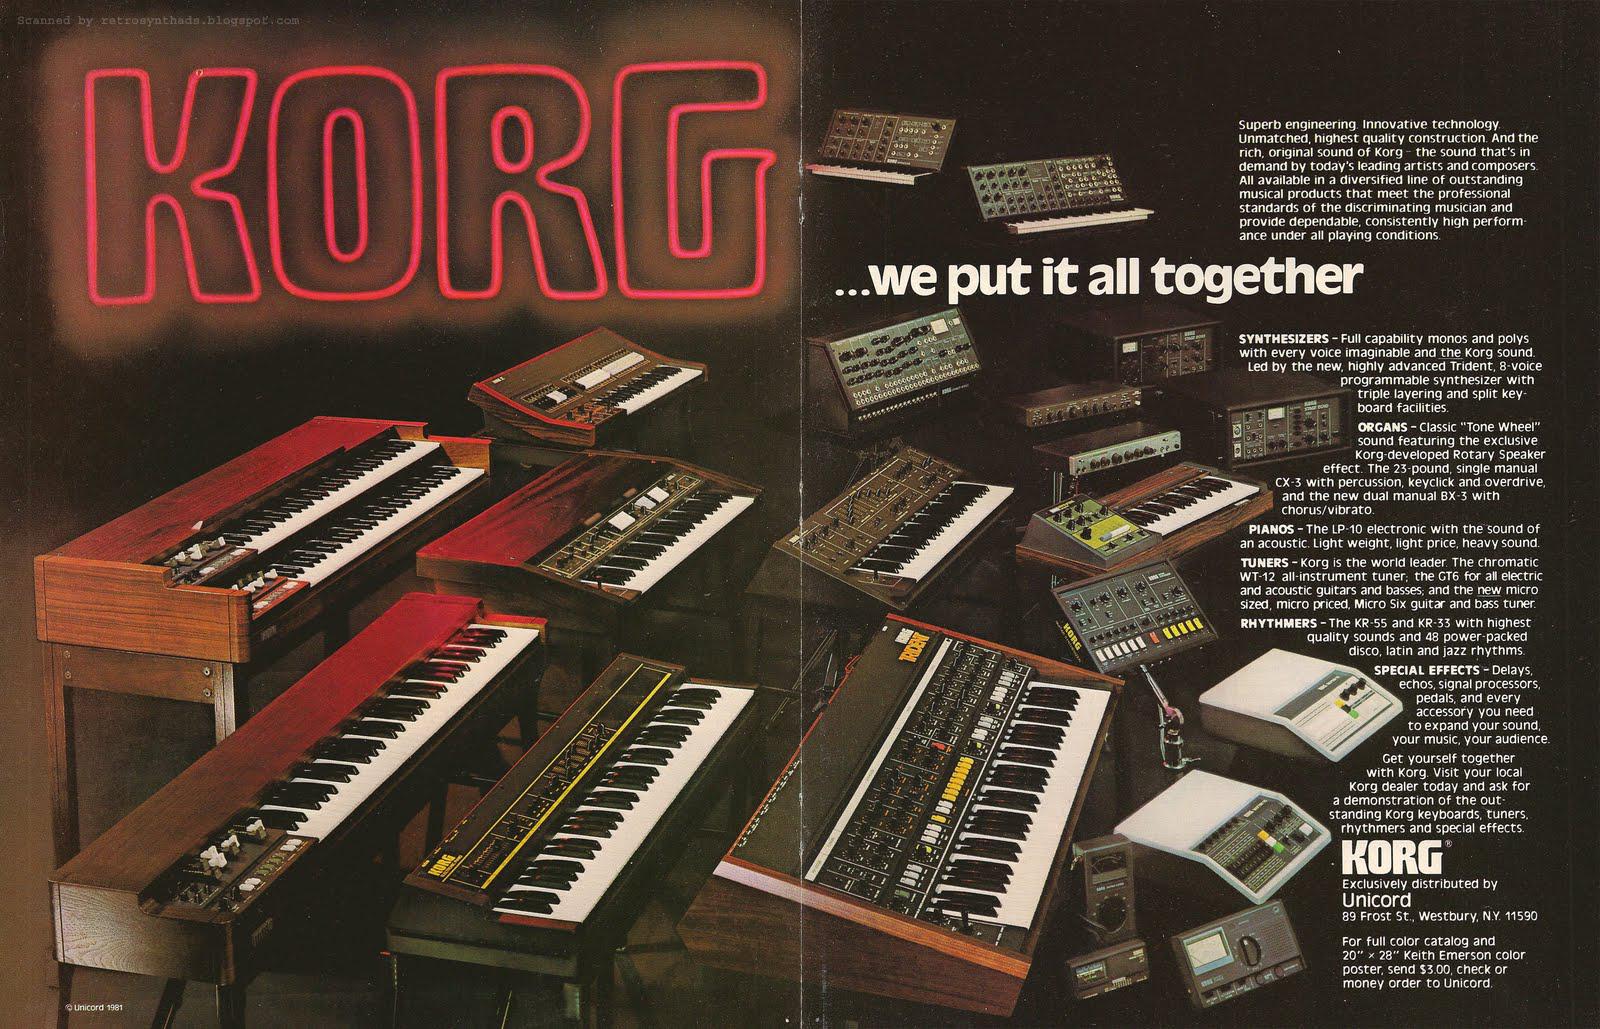 Scanned by retrosynthads.blogspot.com
KORG
Superb engineering. Innovative technology.
Unmatched, highest quality construction. And the
rich, original sound of Korg – the sound that's in
demand by today's leading artists and composers.
All available in a diversified line of outstanding
musical products that meet the professional
standards of the discriminating musician and
provide dependable, consistently high perform-
ance under all playing conditions.
...we put it all together
SYNTHESIZERS – Full capability monos and polys
with every voice imaginable and the Korg sound.
Led by the new, highly advanced Trident, 8-voice
programmable synthesizer with
triple layering and split key-
board facilities.
ORGANS – Classic "Tone Wheel"
sound featuring the exclusive
Korg-developed Rotary Speaker
effect. The 23-pound, single manual
CX-3 with percussion, keyclick and overdrive,
and the new dual manual BX-3 with
chorus/vibrato.
PIANOS – The LP-10 electronic with the sound of
an acoustic. Light weight, light price, heavy sound.
TUNERS – Korg is the world leader. The chromatic
WT-12 all-instrument tuner; the GT6 for all electric
and acoustic guitars and basses; and the new micro
sized, micro priced, Micro Six guitar and bass tuner.
RHYTHMERS – The KR-55 and KR-33 with highest
quality sounds and 48 power-packed
disco, latin and jazz rhythms.
SPECIAL EFFECTS – Delays,
echos, signal processors,
pedals, and every
accessory you need
to expand your sound,
your music, your audience.
Get yourself together
with Korg. Visit your local
Korg dealer today and ask for
a demonstration of the out-
standing Korg keyboards, tuners,
rhythmers and special effects.
KORG®
Exclusively distributed by
Unicord
89 Frost St., Westbury, N.Y. 11590
For full color catalog and
20" × 28" Keith Emerson color
poster, send $3.00, check or
money order to Unicord.
KORG TRIDENT
KORG
KORG
© Unicord 1981